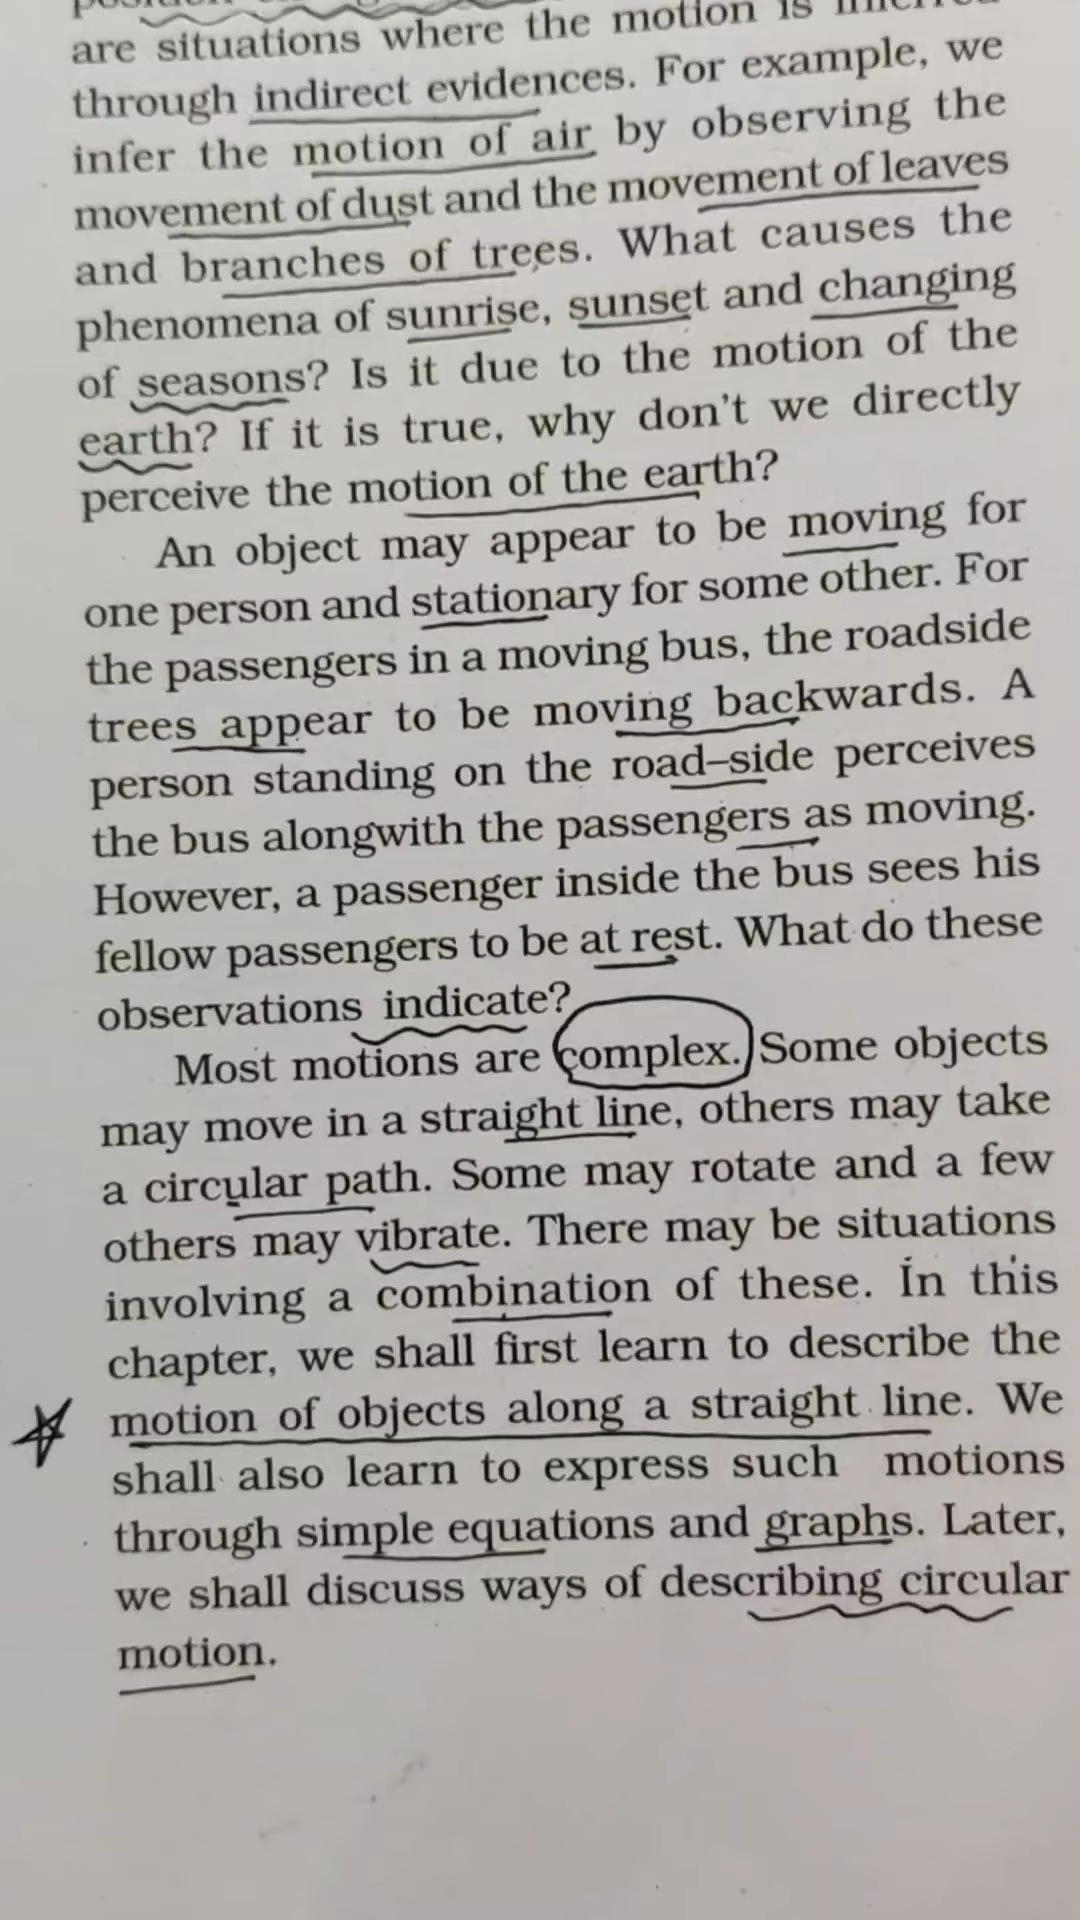 are situations where the motion is
through indirect evidences. For example, we
infer the motion of air by observing the
movement of dust and the movement of leaves
and branches of trees. What causes the
phenomena of sunrise, sunset and changing
of seasons? Is it due to the motion of the
earth? If it is true, why don't we directly
perceive the motion of the earth?
An object may appear to be moving for
one person and stationary for some other. For
the passengers in a moving bus, the roadside
trees appear to be moving backwards. A
person standing on the road–side perceives
the bus alongwith the passengers as moving.
However, a passenger inside the bus sees his
fellow passengers to be at rest. What do these
observations indicate?
Most motions are complex. Some objects
may move in a straight line, others may take
a circular path. Some may rotate and a few
others may vibrate. There may be situations
involving a combination of these. In this
chapter, we shall first learn to describe the
motion of objects along a straight line. We
shall also learn to express such motions
through simple equations and graphs. Later,
we shall discuss ways of describing circular
motion.